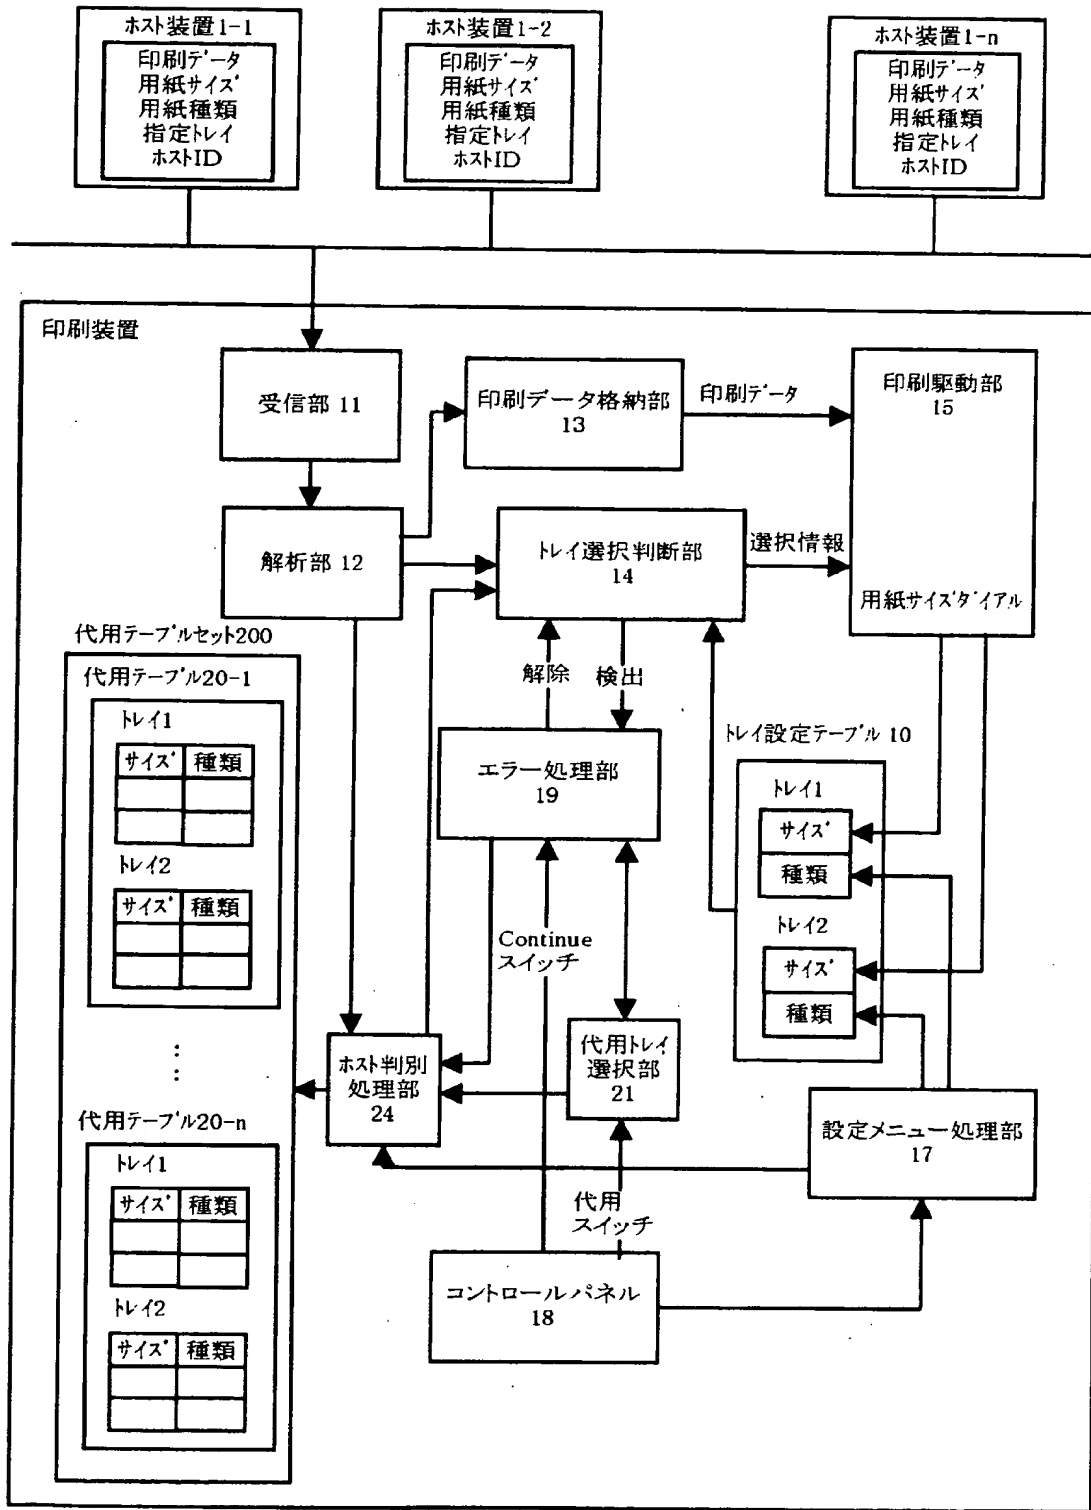 ホスト装置1-1
印刷データ
用紙サイズ
用紙種類
指定トレイ
ホストID
ホスト装置1-2
印刷データ
用紙サイズ
用紙種類
指定トレイ
ホストID
ホスト装置1-n
印刷データ
用紙サイズ
用紙種類
指定トレイ
ホストID
印刷装置
受信部 11
印刷データ格納部
13
印刷データ
印刷駆動部
15
用紙サイズダイアル
解析部 12
トレイ選択判断部
14
選択情報
代用テーブルセット200
代用テーブル20-1
トレイ1
サイズ 種類
トレイ2
サイズ 種類
⋮
代用テーブル20-n
トレイ1
サイズ 種類
トレイ2
サイズ 種類
解除
検出
エラー処理部
19
トレイ設定テーブル 10
トレイ1
サイズ
種類
トレイ2
サイズ
種類
Continue
スイッチ
ホスト判別
処理部
24
代用トレイ
選択部
21
設定メニュー処理部
17
代用
スイッチ
コントロールパネル
18